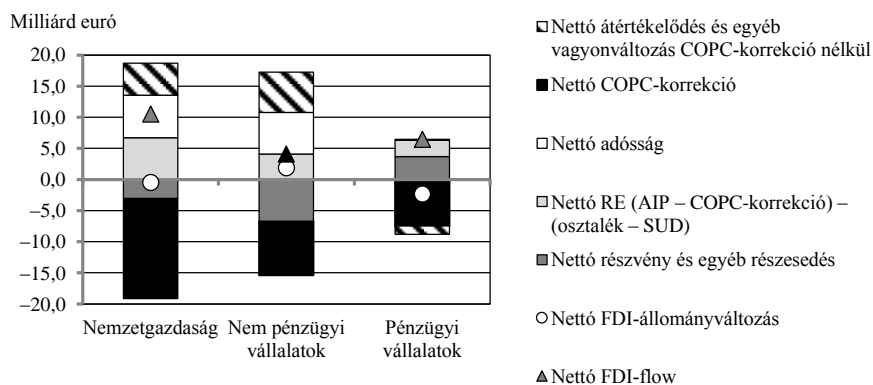 Milliárd euró
20,0
15,0
10,0
5,0
0,0
–5,0
–10,0
–15,0
–20,0
Nemzetgazdaság
Nem pénzügyi
vállalatok
Pénzügyi
vállalatok
Nettó átértékelődés és egyéb
vagyonváltozás COPC-korrekció nélkül
Nettó COPC-korrekció
Nettó adósság
Nettó RE (AIP – COPC-korrekció) –
(osztalék – SUD)
Nettó részvény és egyéb részesedés
Nettó FDI-állományváltozás
Nettó FDI-flow